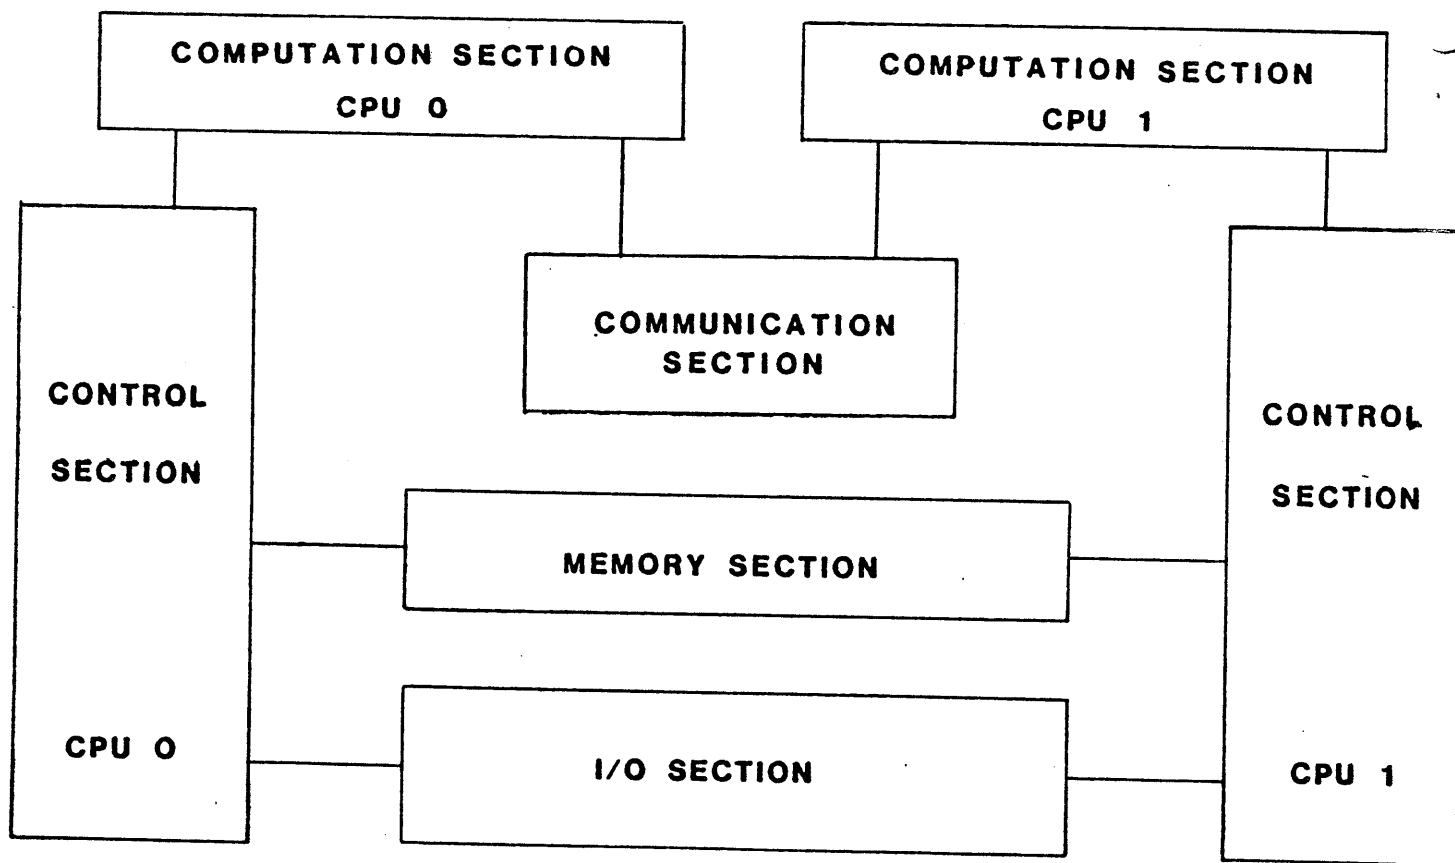 COMPUTATION SECTION
CPU 0
COMPUTATION SECTION
CPU 1
COMMUNICATION
SECTION
CONTROL
SECTION
CPU 0
CONTROL
SECTION
CPU 1
MEMORY SECTION
I/O SECTION